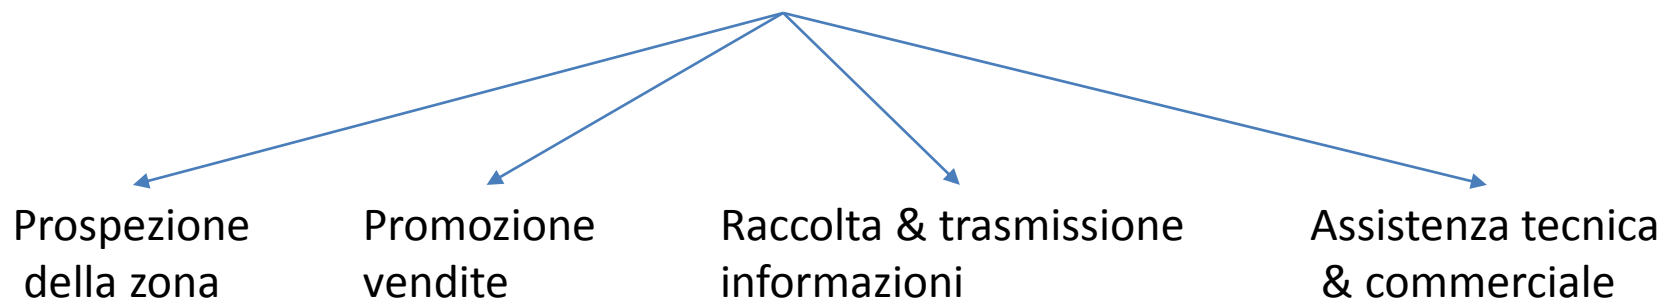 Prospezione
della zona
Promozione
vendite
Raccolta & trasmissione
informazioni
Assistenza tecnica
& commerciale